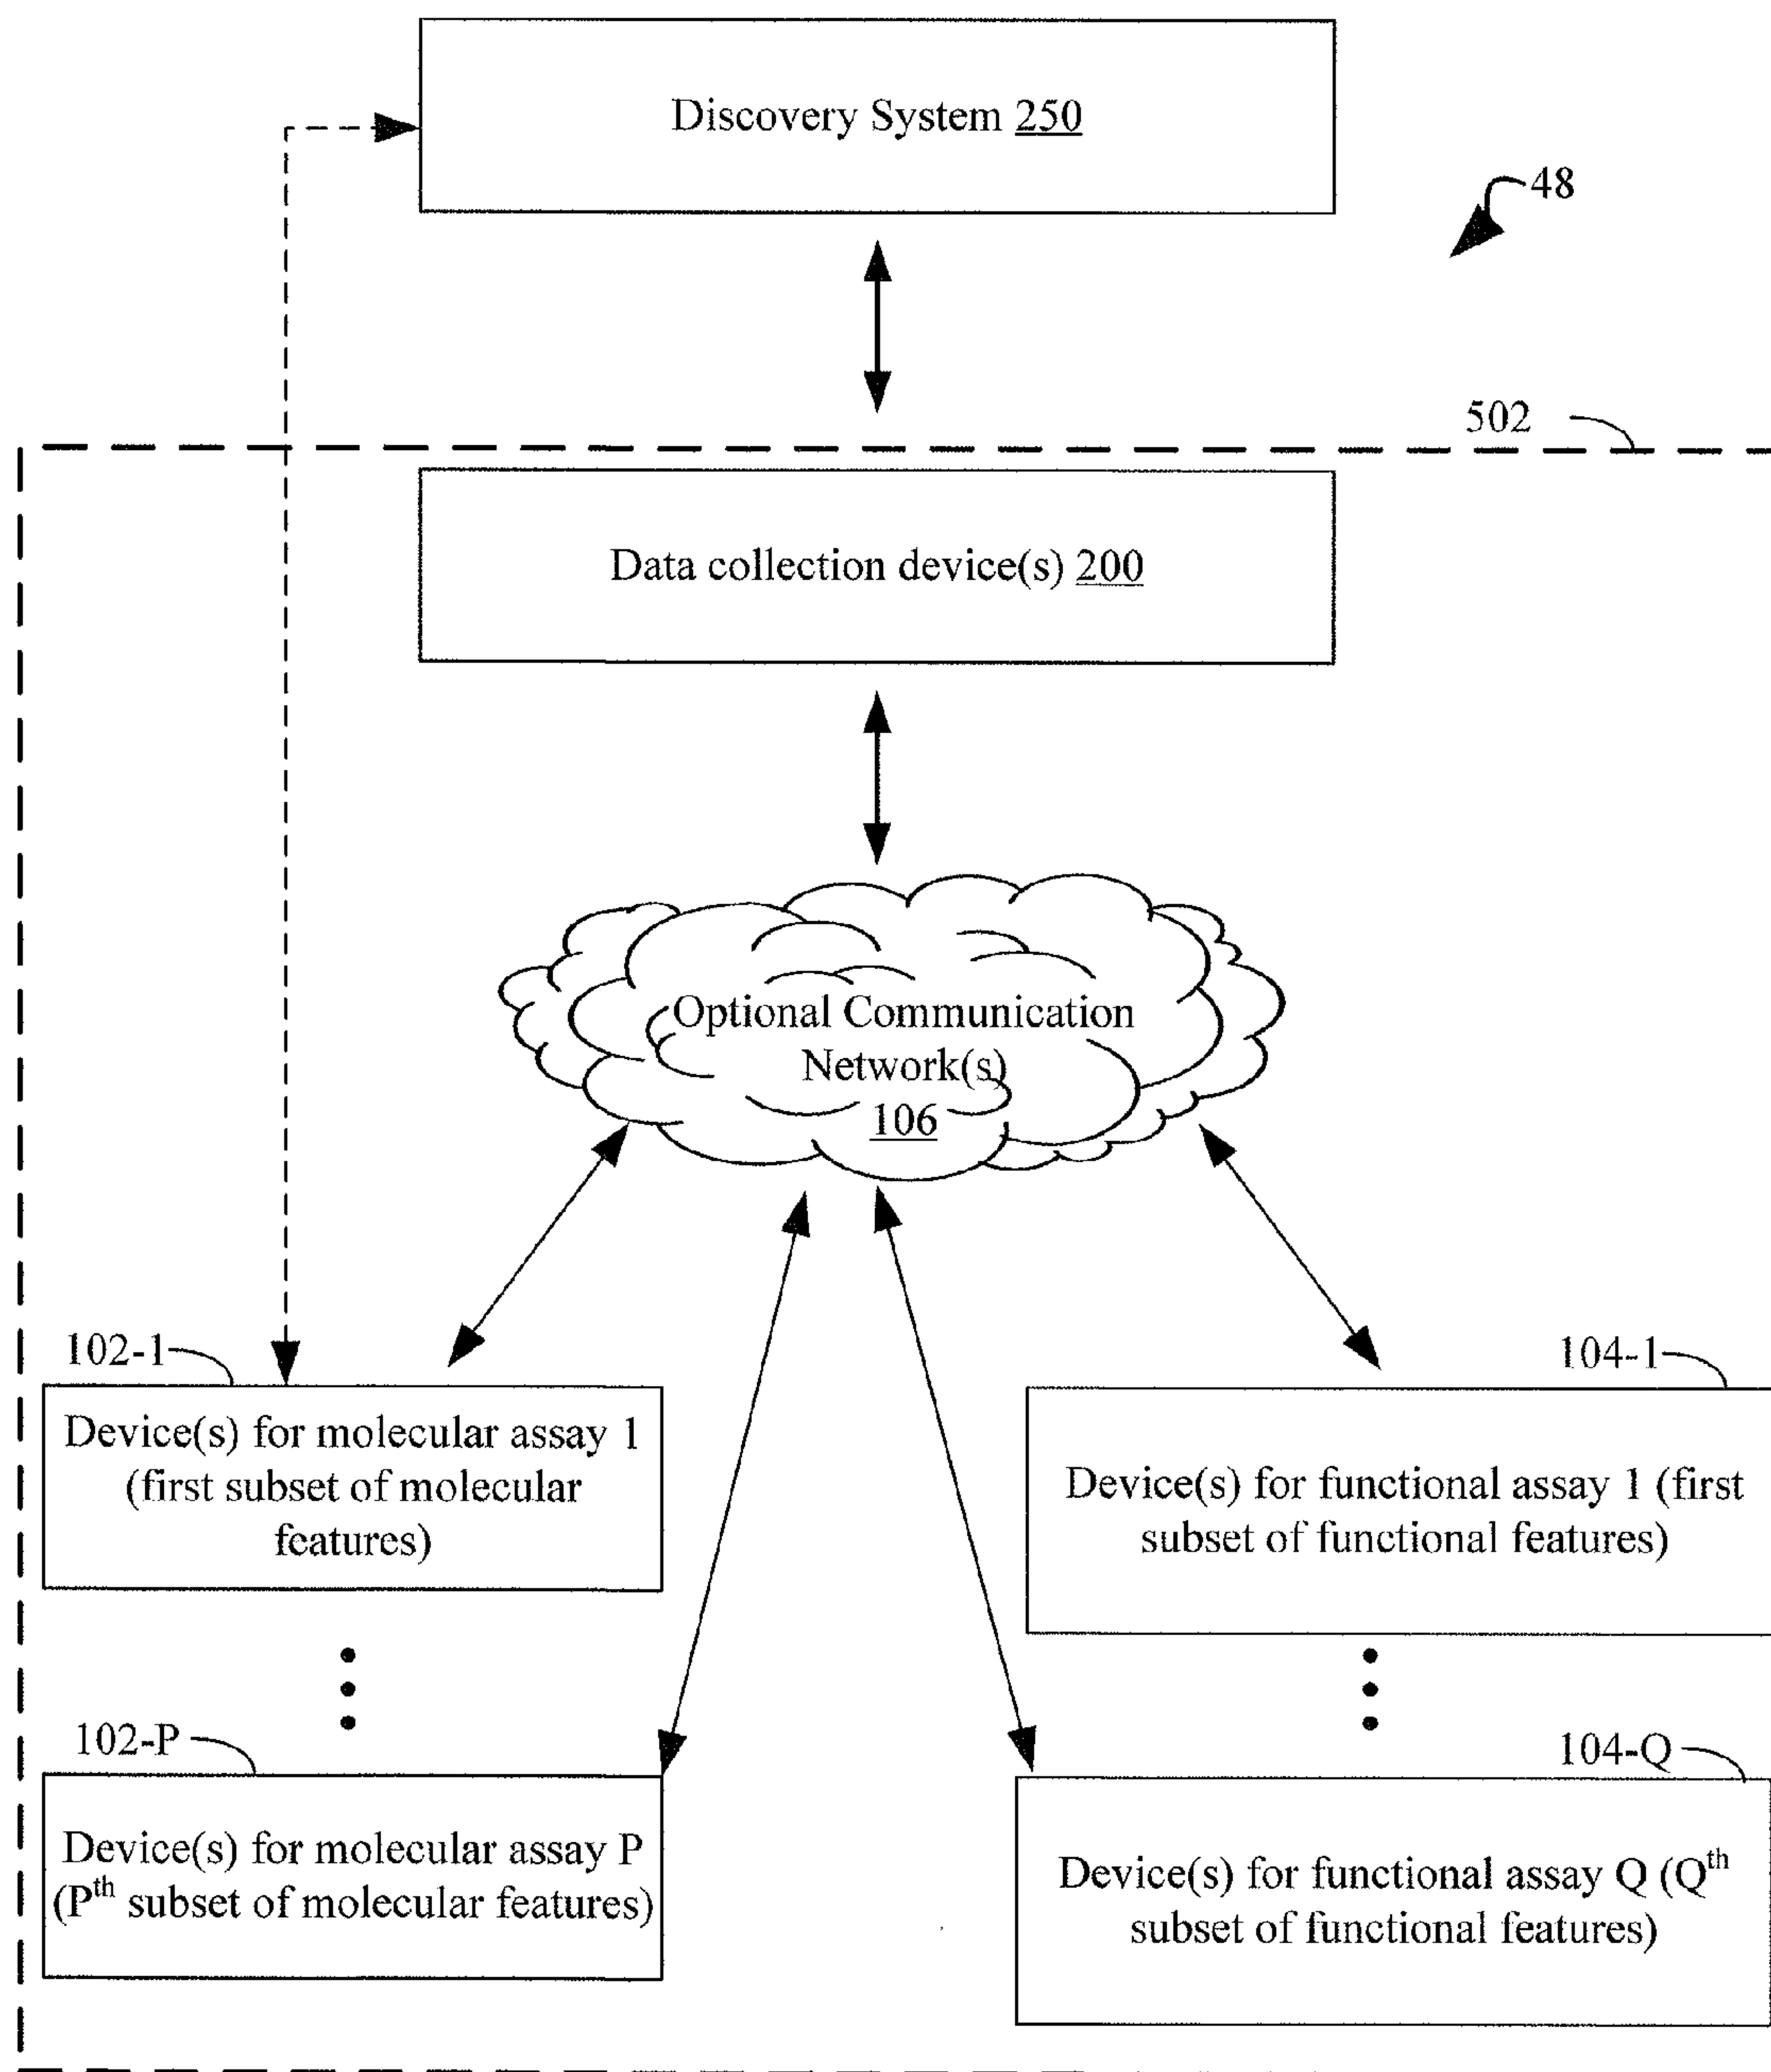 Discovery System 250
48
502
Data collection device(s) 200
Optional Communication
Network(s)
106
102-1
104-1
Device(s) for molecular assay 1
(first subset of molecular
features)
Device(s) for functional assay 1 (first
subset of functional features)
102-P
104-Q
Device(s) for molecular assay P
(Pth subset of molecular features)
Device(s) for functional assay Q (Qth
subset of functional features)